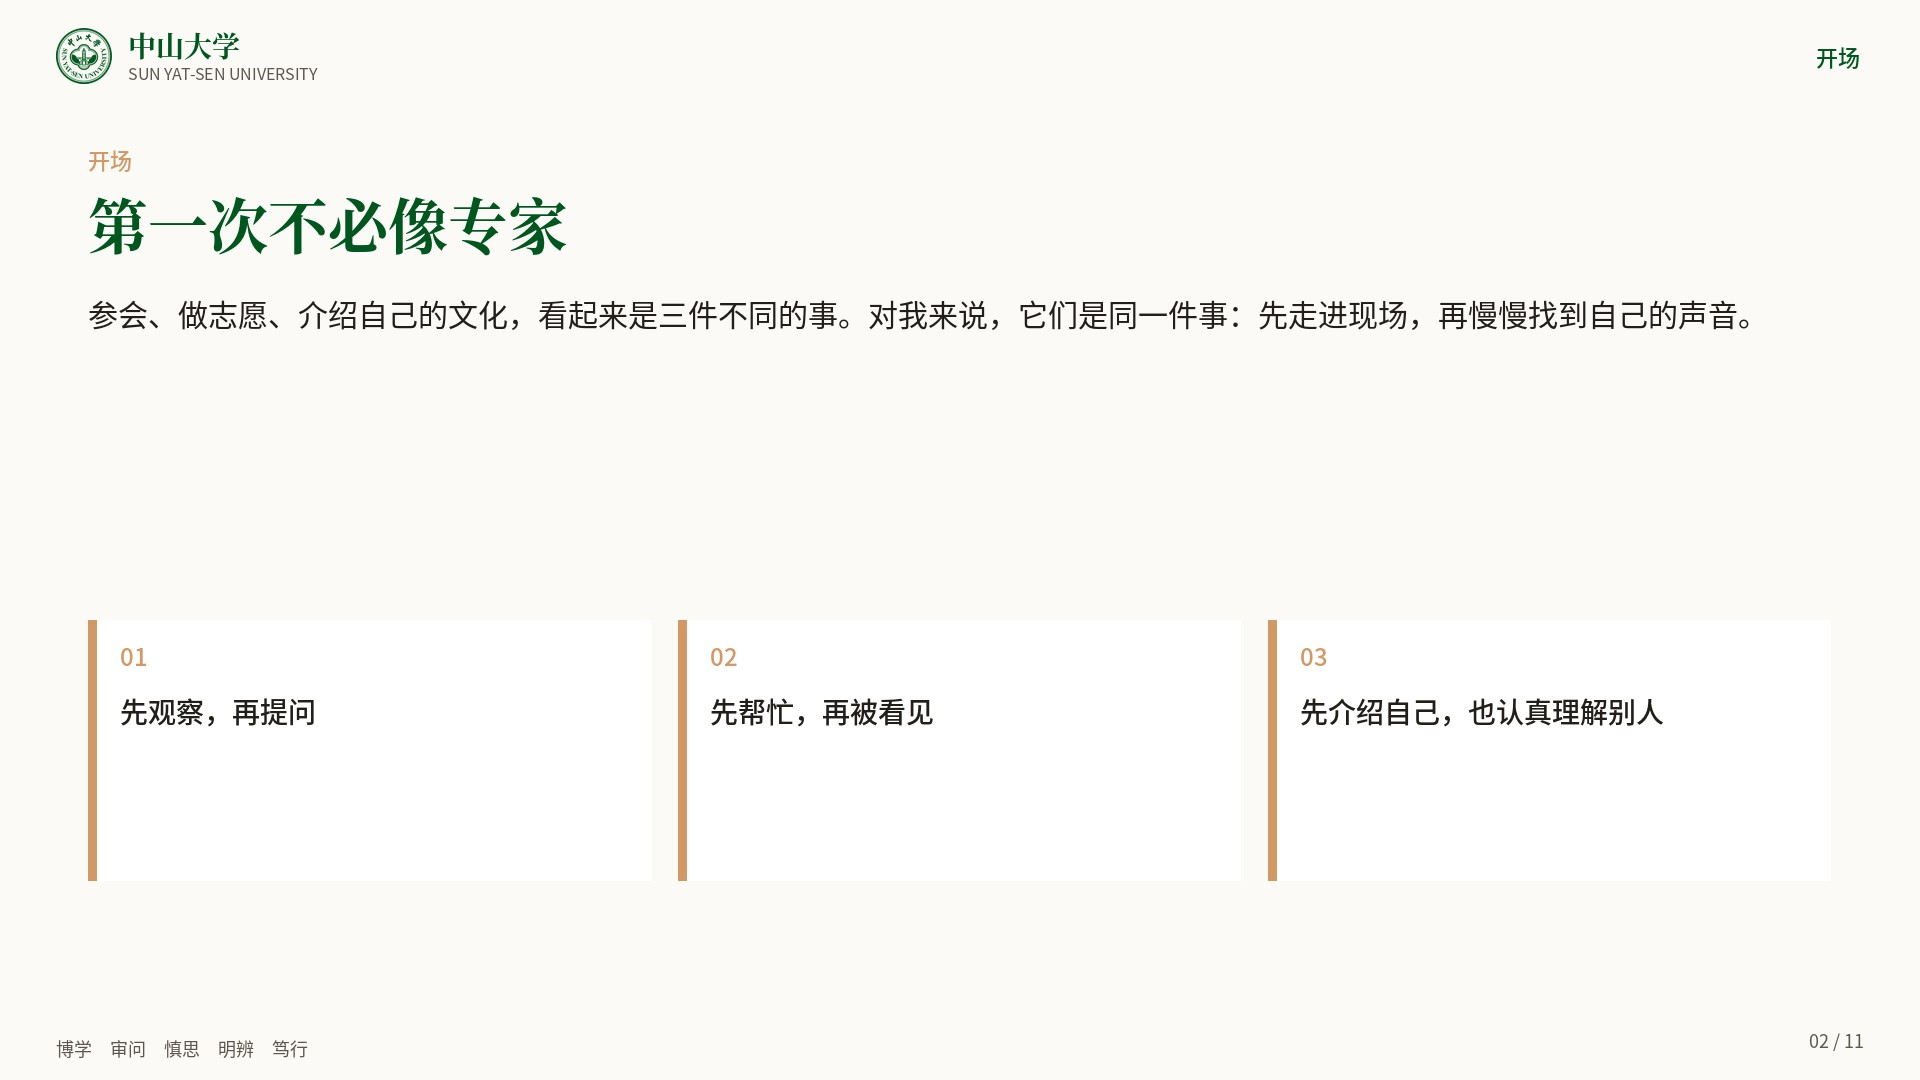 中山大学
SUN YAT-SEN UNIVERSITY
开场
开场
第一次不必像专家
参会、做志愿、介绍自己的文化，看起来是三件不同的事。对我来说，它们是同一件事：先走进现场，再慢慢找到自己的声音。
01
先观察，再提问
02
先帮忙，再被看见
03
先介绍自己，也认真理解别人
博学 审问 慎思 明辨 笃行
02 / 11